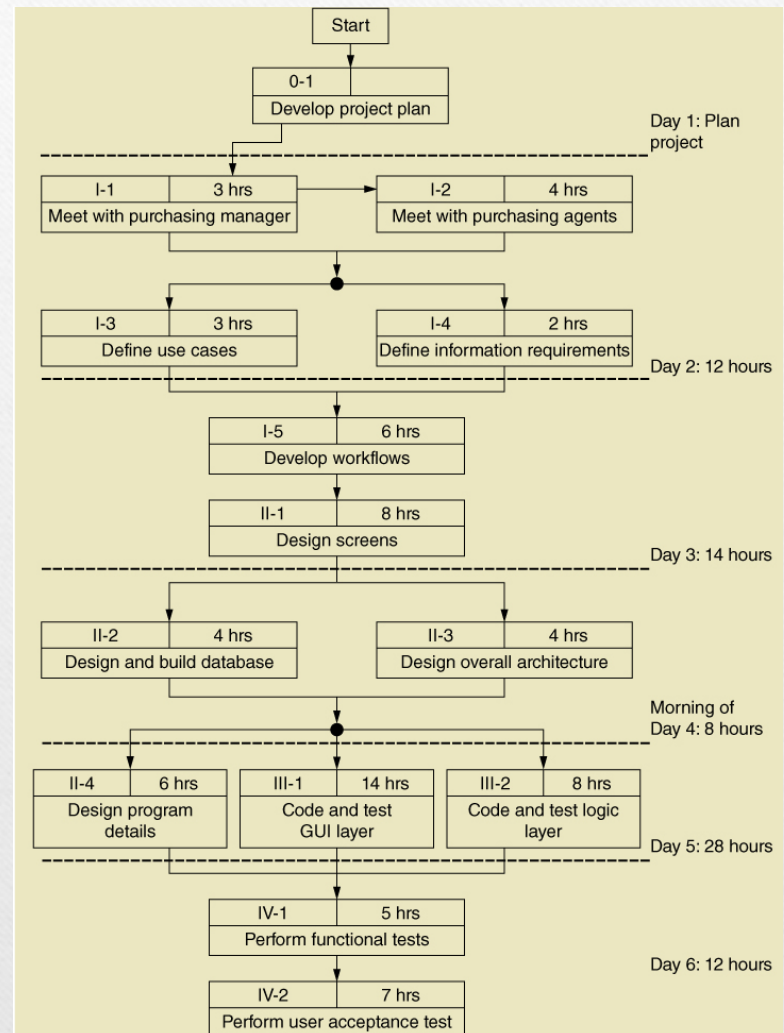 Start
0-1
Develop project plan
Day 1: Plan
project
I-1
3 hrs
Meet with purchasing manager
I-2
4 hrs
Meet with purchasing agents
I-3
3 hrs
Define use cases
I-4
2 hrs
Define information requirements
Day 2: 12 hours
I-5
6 hrs
Develop workflows
II-1
8 hrs
Design screens
Day 3: 14 hours
II-2
4 hrs
Design and build database
II-3
4 hrs
Design overall architecture
Morning of
Day 4: 8 hours
II-4
6 hrs
Design program
details
III-1
14 hrs
Code and test
GUI layer
III-2
8 hrs
Code and test logic
layer
Day 5: 28 hours
IV-1
5 hrs
Perform functional tests
Day 6: 12 hours
IV-2
7 hrs
Perform user acceptance test